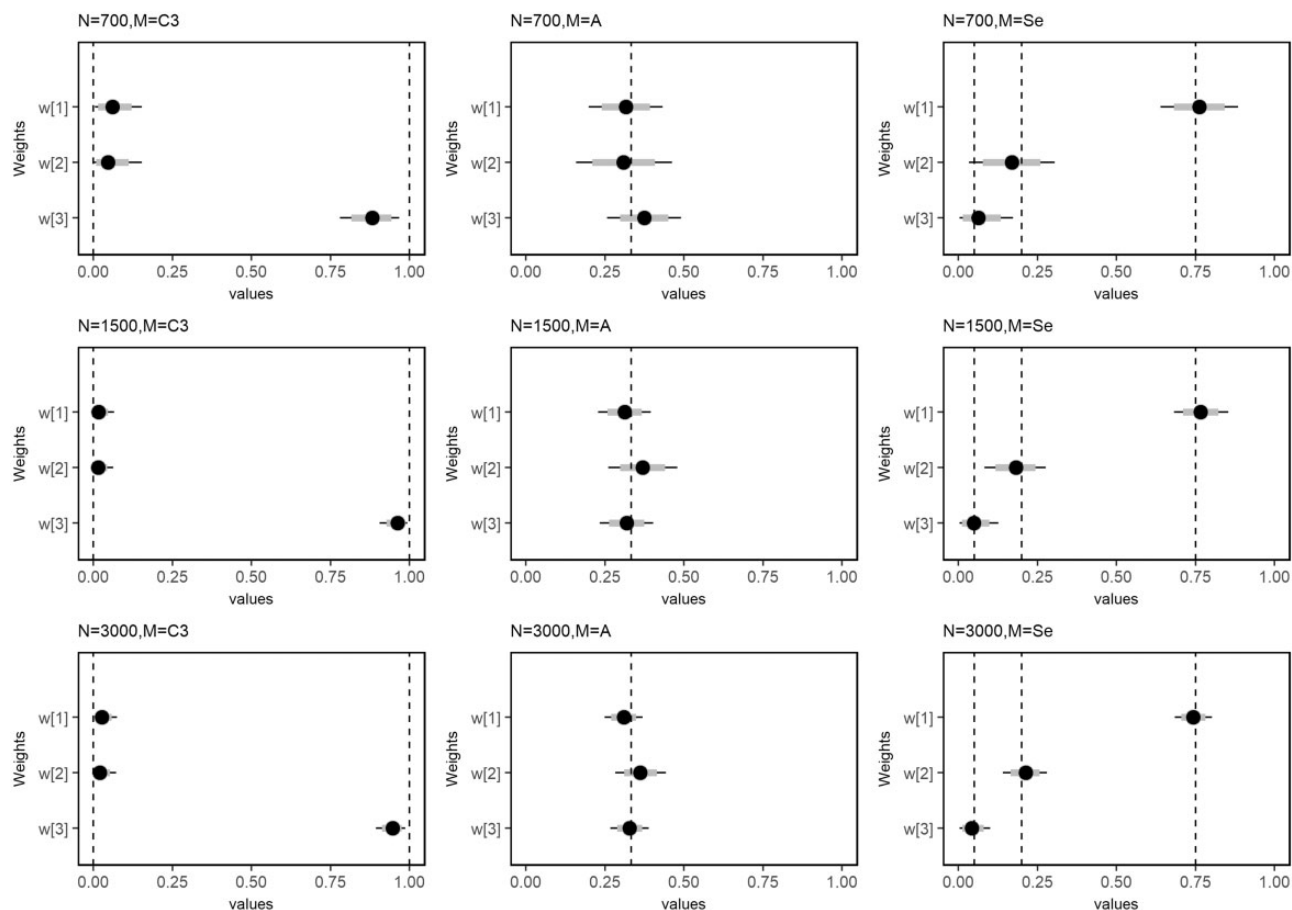 N=700,M=C3
Weights
w[1]
w[2]
w[3]
0.00 0.25 0.50 0.75 1.00
values
N=700,M=A
Weights
w[1]
w[2]
w[3]
0.00 0.25 0.50 0.75 1.00
values
N=700,M=Se
Weights
w[1]
w[2]
w[3]
0.00 0.25 0.50 0.75 1.00
values
N=1500,M=C3
Weights
w[1]
w[2]
w[3]
0.00 0.25 0.50 0.75 1.00
values
N=1500,M=A
Weights
w[1]
w[2]
w[3]
0.00 0.25 0.50 0.75 1.00
values
N=1500,M=Se
Weights
w[1]
w[2]
w[3]
0.00 0.25 0.50 0.75 1.00
values
N=3000,M=C3
Weights
w[1]
w[2]
w[3]
0.00 0.25 0.50 0.75 1.00
values
N=3000,M=A
Weights
w[1]
w[2]
w[3]
0.00 0.25 0.50 0.75 1.00
values
N=3000,M=Se
Weights
w[1]
w[2]
w[3]
0.00 0.25 0.50 0.75 1.00
values